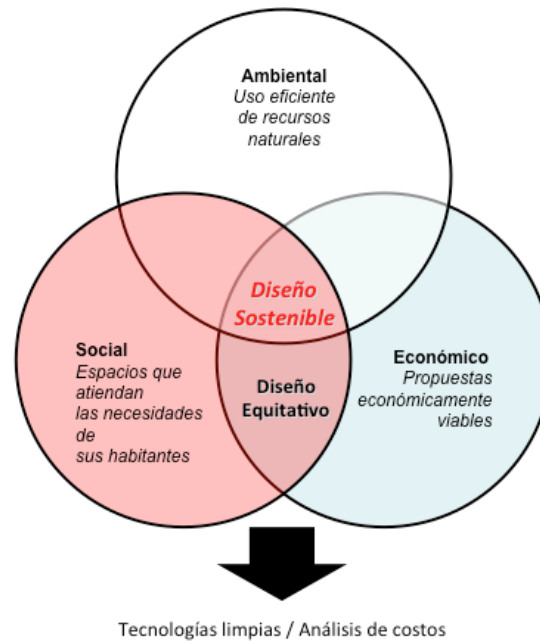 Ambiental
Uso eficiente
de recursos
naturales
Diseño
Sostenible
Social
Espacios que
atiendan
las necesidades
de
sus habitantes
Diseño
Equitativo
Económico
Propuestas
económicamente
viables
Tecnologías limpias / Análisis de costos